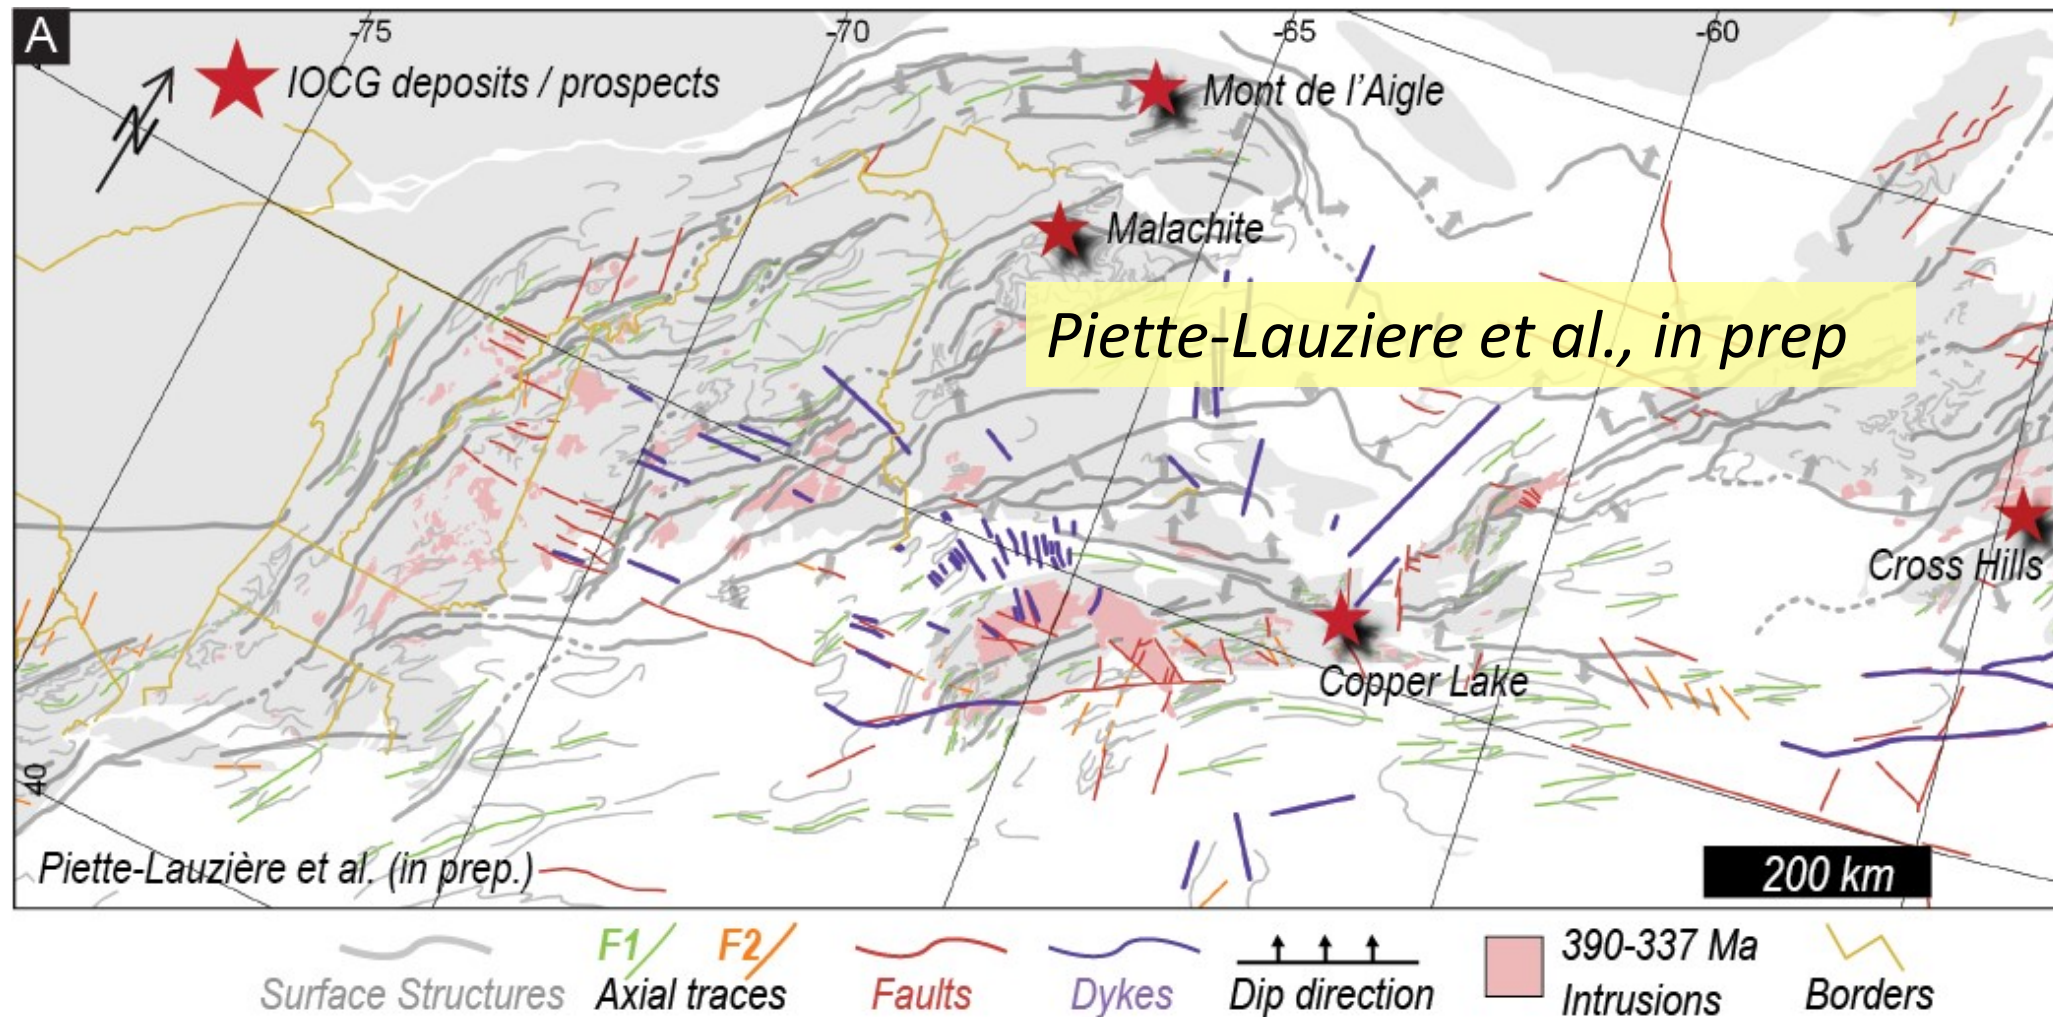 A
-75
-70
-65
-60
N
IOCG deposits / prospects
Mont de l'Aigle
Malachite
Piette-Lauziere et al., in prep
Cross Hills
Copper Lake
40
Piette-Lauzière et al. (in prep.)
200 km
F1
F2
390-337 Ma
Surface Structures
Axial traces
Faults
Dykes
Dip direction
Intrusions
Borders